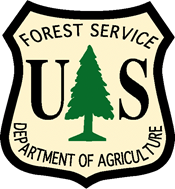 FOREST SERVICE
U S
DEPARTMENT OF AGRICULTURE